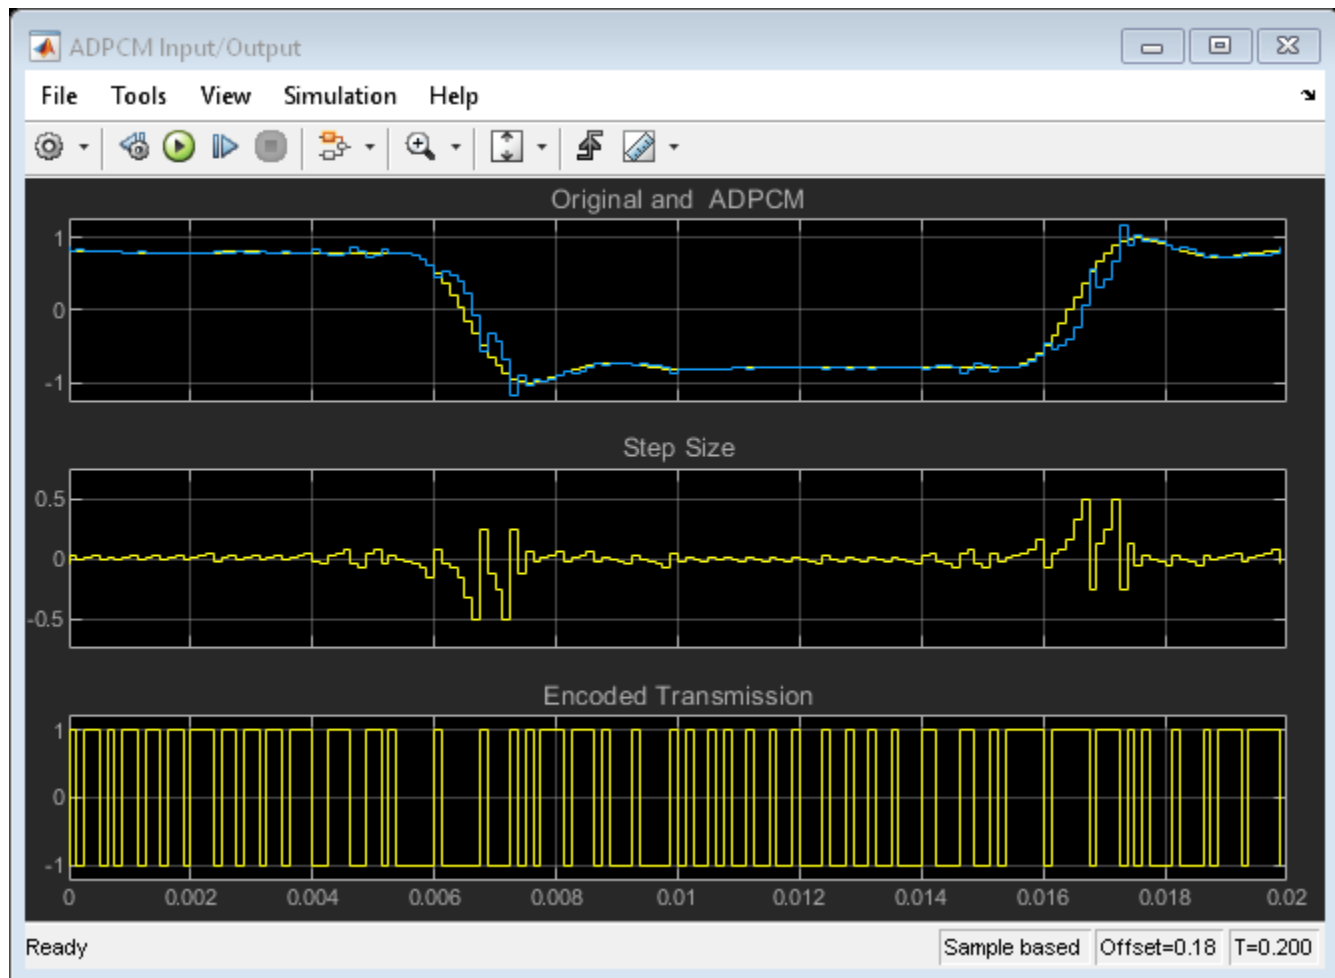 ADPCM Input/Output
File Tools View Simulation Help
Original and ADPCM
1
0
-1
Step Size
0.5
0
-0.5
Encoded Transmission
1
0
-1
0 0.002 0.004 0.006 0.008 0.01 0.012 0.014 0.016 0.018 0.02
Ready Sample based Offset=0.18 T=0.200